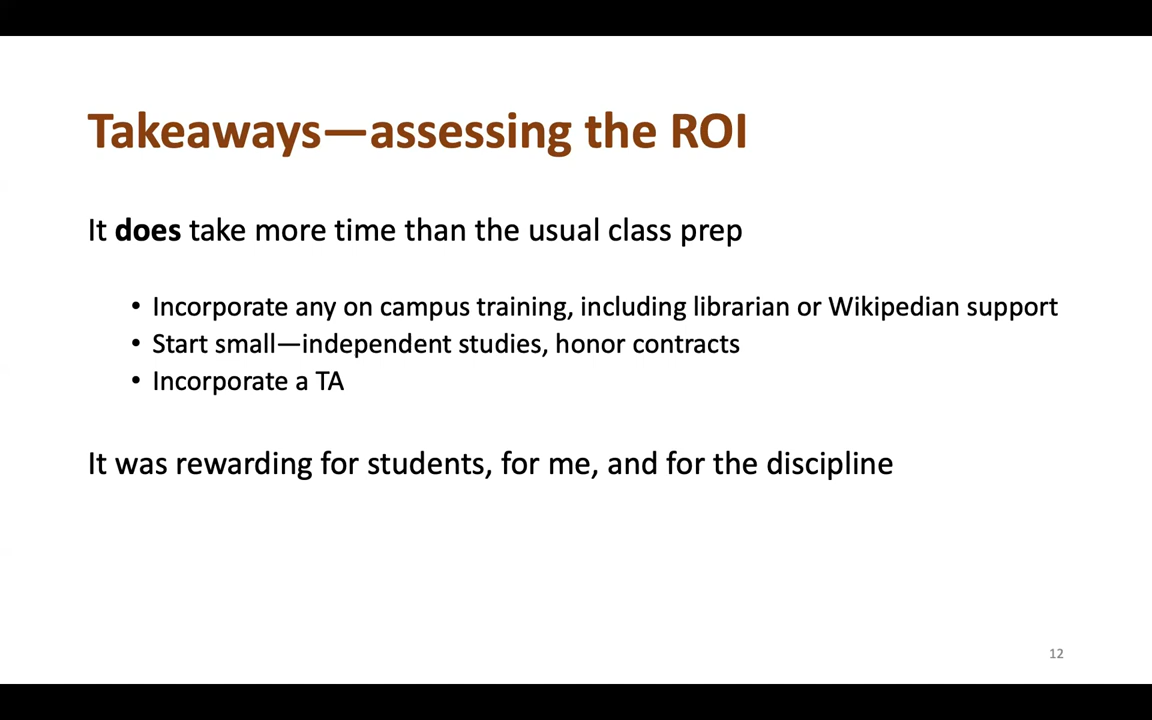 Takeaways—assessing the ROI
It does take more time than the usual class prep
• Incorporate any on campus training, including librarian or Wikipedian support
• Start small—independent studies, honor contracts
• Incorporate a TA
It was rewarding for students, for me, and for the discipline
12